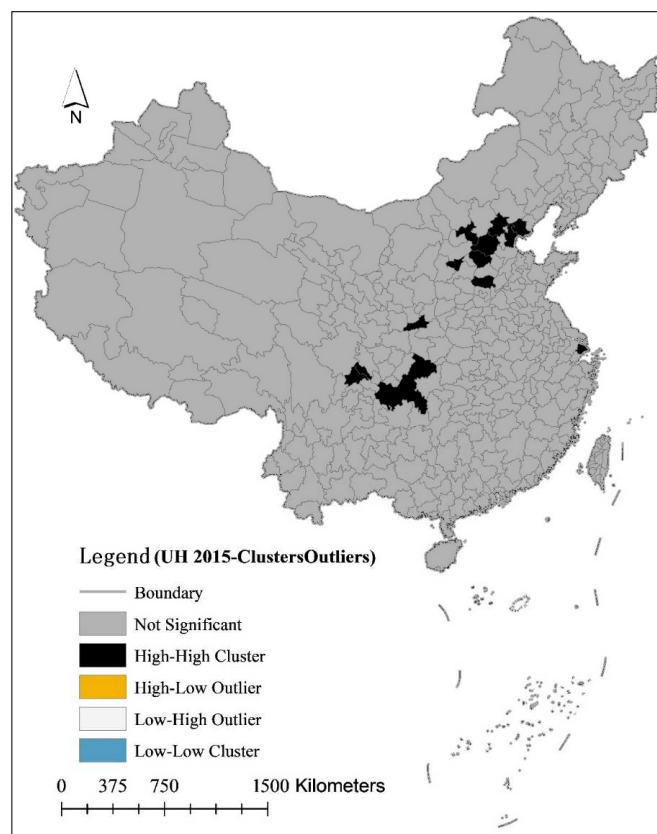 N
Legend (UH 2015-ClustersOutliers)
Boundary
Not Significant
High-High Cluster
High-Low Outlier
Low-High Outlier
Low-Low Cluster
0 375 750 1500 Kilometers